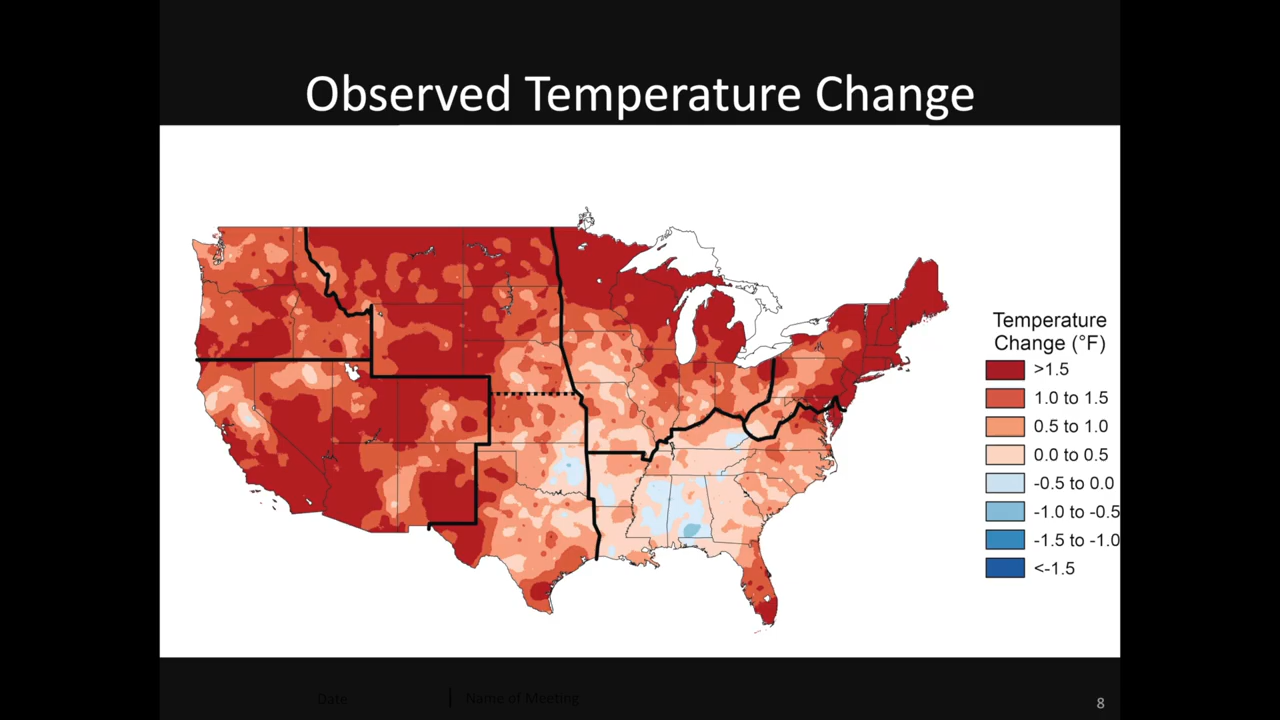 Observed Temperature Change
Temperature
Change (°F)
>1.5
1.0 to 1.5
0.5 to 1.0
0.0 to 0.5
-0.5 to 0.0
-1.0 to -0.5
-1.5 to -1.0
<-1.5
Date
Name of Meeting
8